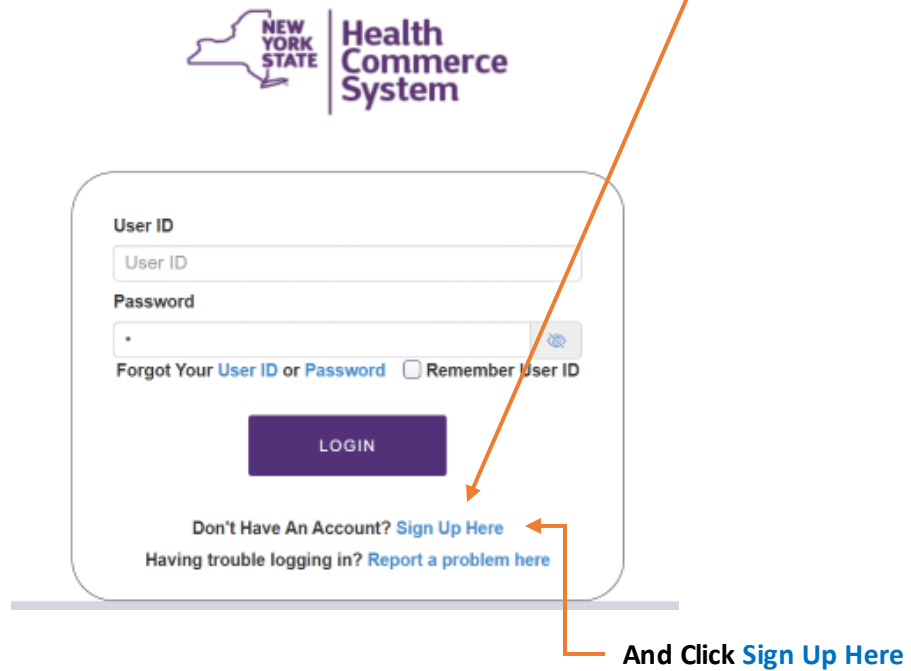 NEW
YORK
STATE
Health
Commerce
System
User ID
User ID
Password
•
Forgot Your User ID or Password Remember User ID
LOGIN
Don't Have An Account? Sign Up Here
Having trouble logging in? Report a problem here
And Click Sign Up Here